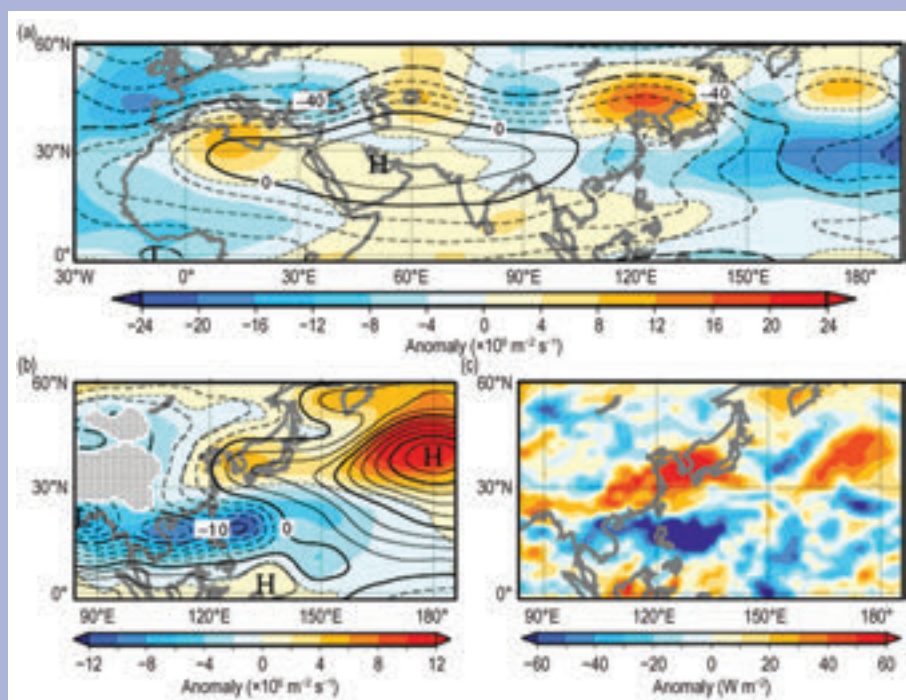 (a)
60°N
30°N
0°
-40
0
-40
H
0
L
30°W 0° 30°E 60°E 90°E 120°E 150°E 180°
-24 -20 -16 -12 -8 -4 0 4 8 12 16 20 24
Anomaly (×10⁶ m⁻² s⁻¹)
(b) (c)
60°N 60°N
30°N 30°N
0° 0°
H
-10 0
H
90°E 120°E 150°E 180° 90°E 120°E 150°E 180°
-12 -8 -4 0 4 8 12 -60 -40 -20 0 20 40 60
Anomaly (×10⁶ m⁻² s⁻¹) Anomaly (W m⁻²)